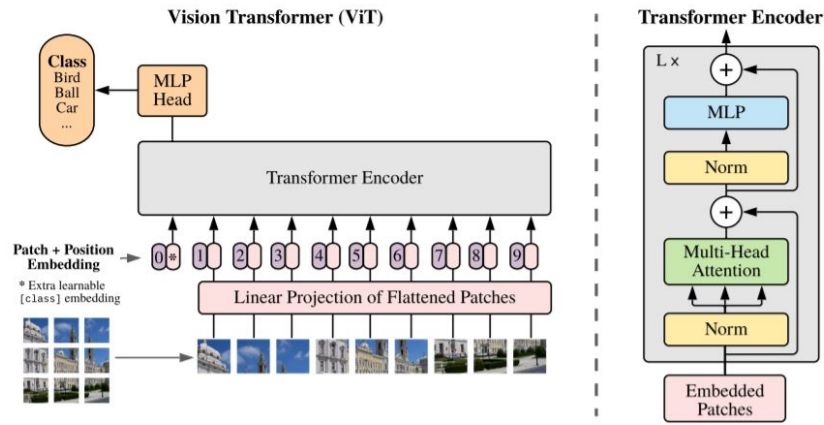 Vision Transformer (ViT)
Class
Bird
Ball
Car
...
MLP
Head
Transformer Encoder
Patch + Position
Embedding
* Extra learnable
[class] embedding
0 * 1 2 3 4 5 6 7 8 9
Linear Projection of Flattened Patches
Transformer Encoder
L ×
+
MLP
Norm
+
Multi-Head
Attention
Norm
Embedded
Patches